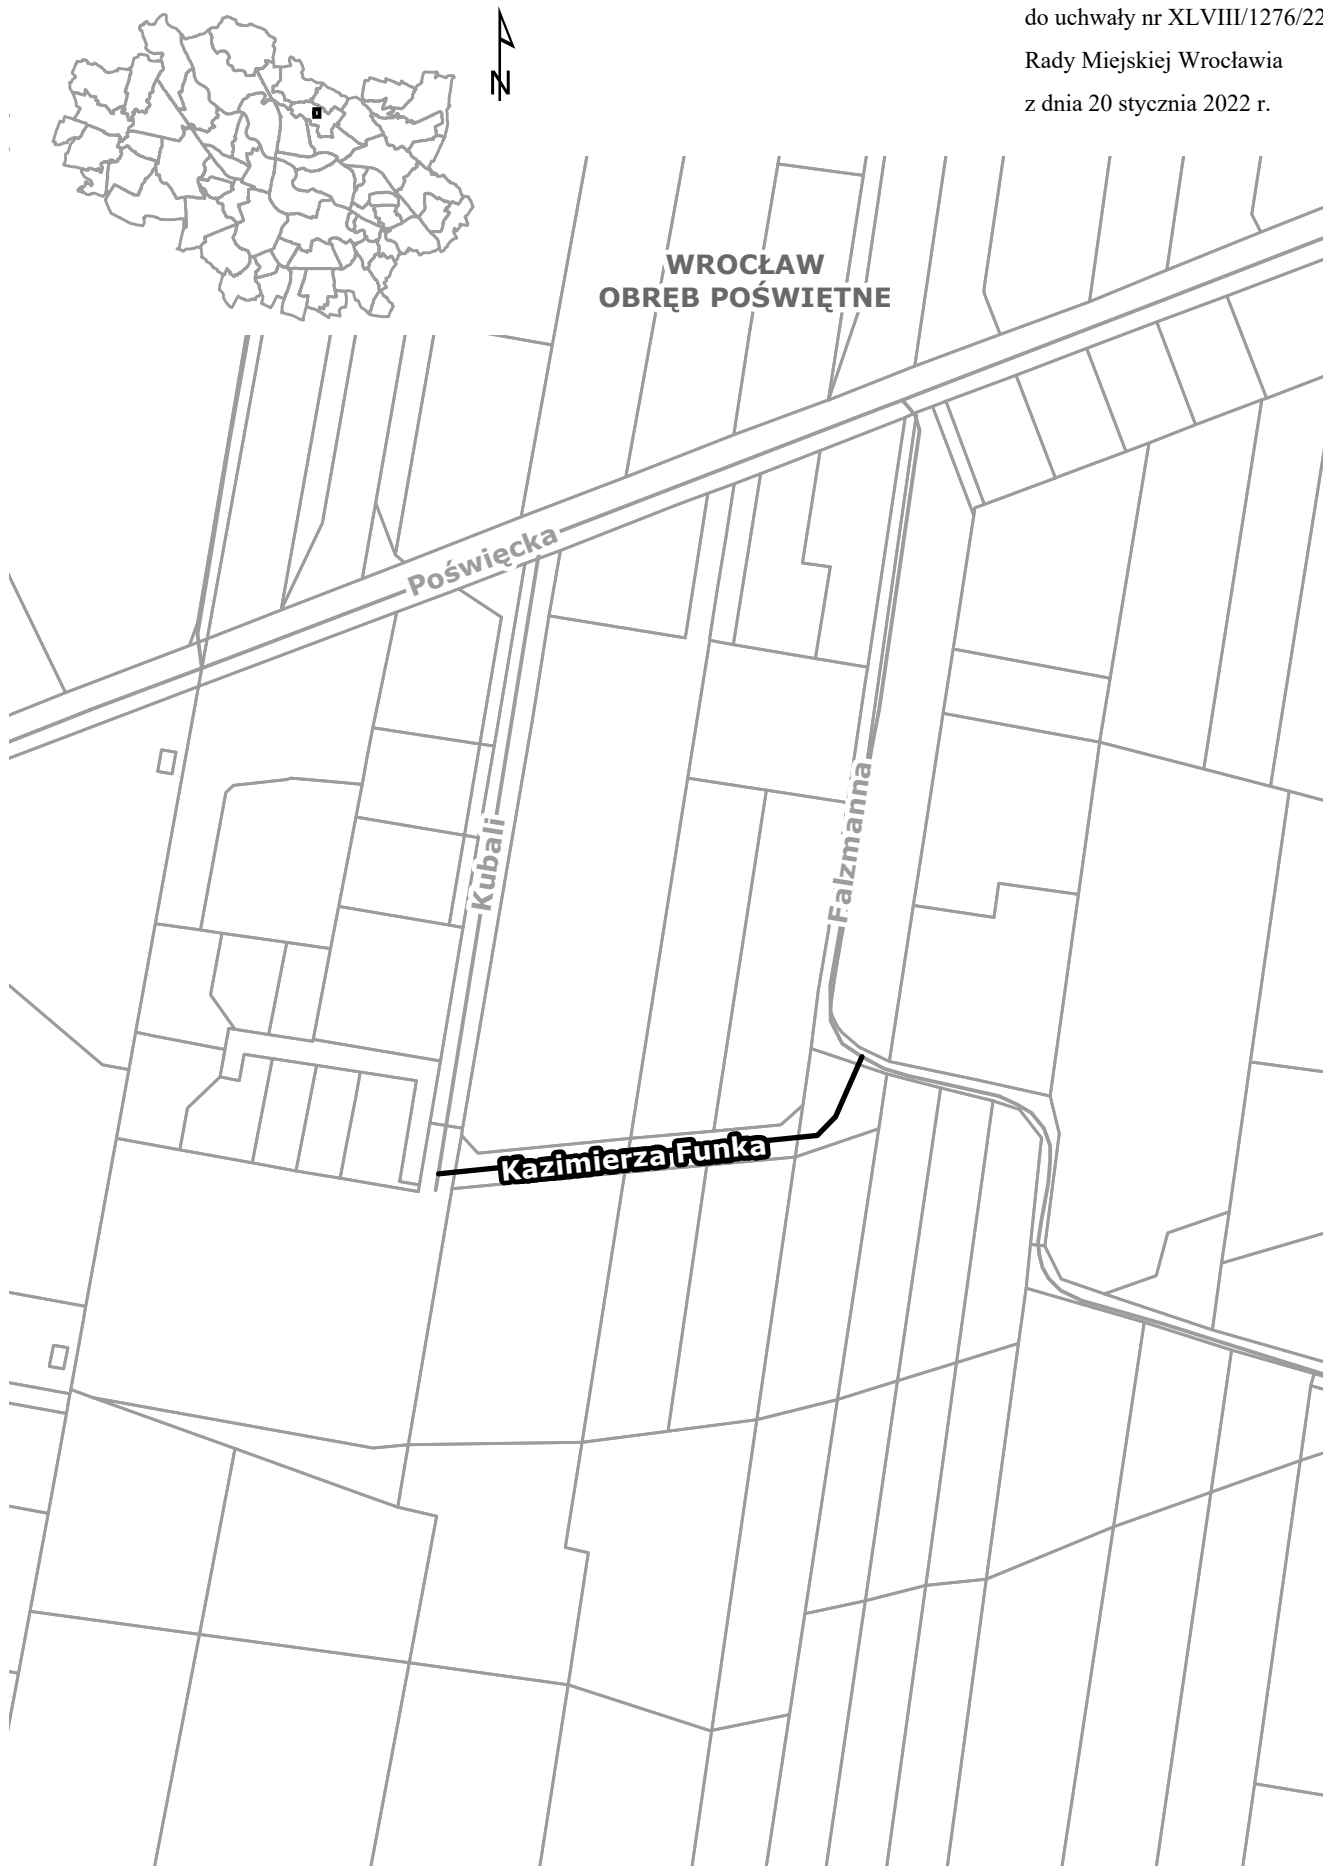 do uchwały nr XLVIII/1276/22
Rady Miejskiej Wrocławia
z dnia 20 stycznia 2022 r.
N
WROCŁAW
OBRĘB POŚWIĘTNE
Poświęcka
Kubali
Falzmanna
Kazimierza Funka